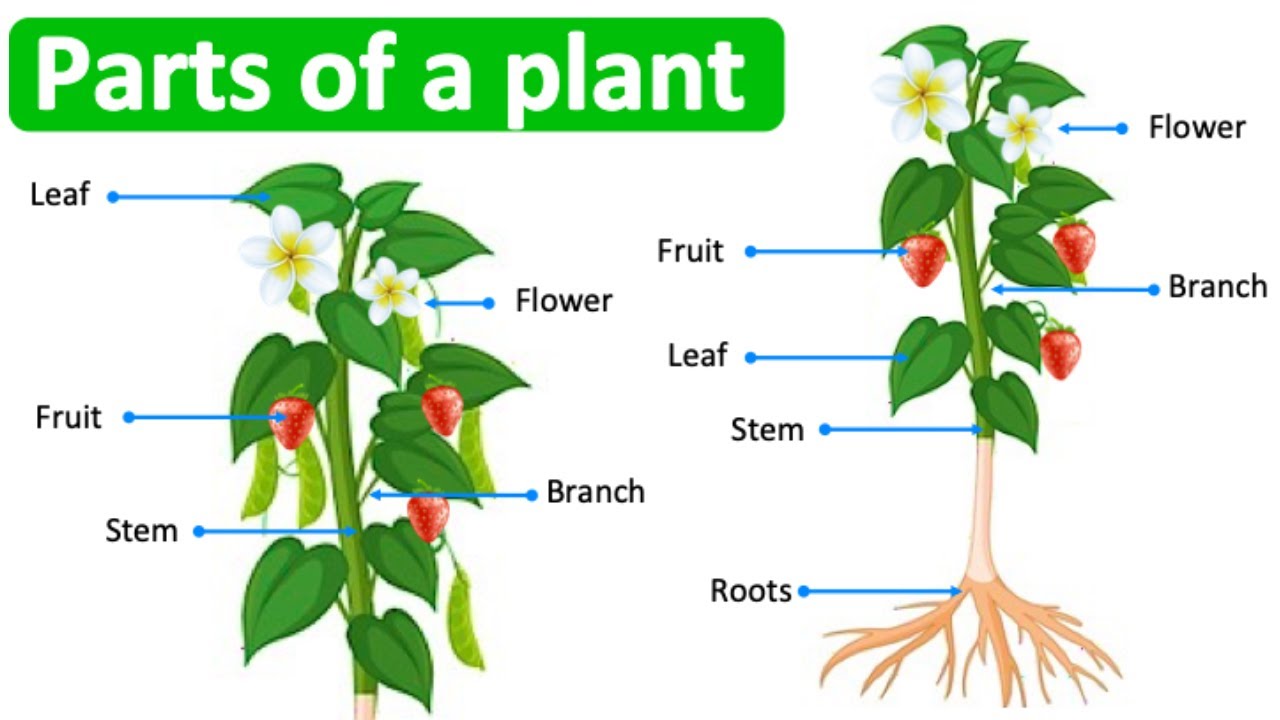 Parts of a plant
Leaf
Flower
Fruit
Branch
Stem
Flower
Fruit
Branch
Leaf
Stem
Roots